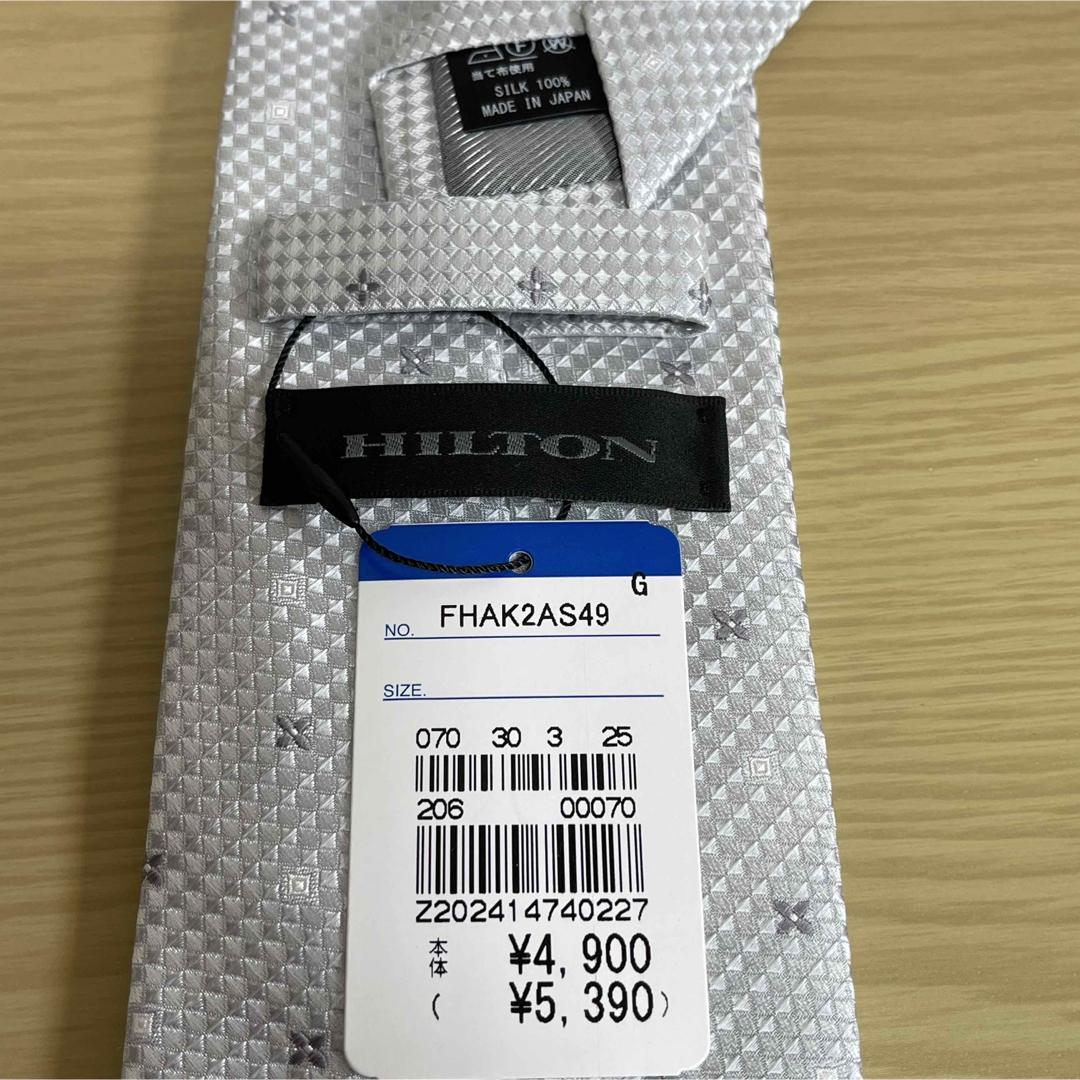 当て布使用
SILK 100%
MADE IN JAPAN
HILTON
G
NO. FHAK2AS49
SIZE.
070 30 3 25
206 00070
Z202414740227
本体 ¥4,900
(¥5,390)